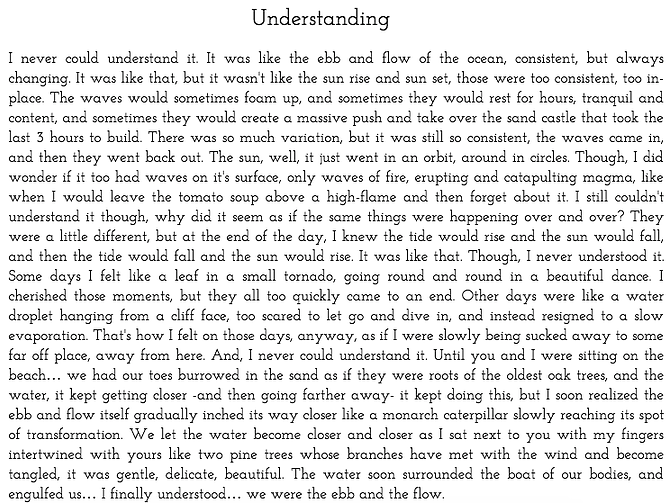 Understanding
I never could understand it. It was like the ebb and flow of the ocean, consistent, but always
changing. It was like that, but it wasn't like the sun rise and sun set, those were too consistent, too in-
place. The waves would sometimes foam up, and sometimes they would rest for hours, tranquil and
content, and sometimes they would create a massive push and take over the sand castle that took the
last 3 hours to build. There was so much variation, but it was still so consistent, the waves came in,
and then they went back out. The sun, well, it just went in an orbit, around in circles. Though, I did
wonder if it too had waves on it's surface, only waves of fire, erupting and catapulting magma, like
when I would leave the tomato soup above a high-flame and then forget about it. I still couldn't
understand it though, why did it seem as if the same things were happening over and over? They
were a little different, but at the end of the day, I knew the tide would rise and the sun would fall,
and then the tide would fall and the sun would rise. It was like that. Though, I never understood it.
Some days I felt like a leaf in a small tornado, going round and round in a beautiful dance. I
cherished those moments, but they all too quickly came to an end. Other days were like a water
droplet hanging from a cliff face, too scared to let go and dive in, and instead resigned to a slow
evaporation. That's how I felt on those days, anyway, as if I were slowly being sucked away to some
far off place, away from here. And, I never could understand it. Until you and I were sitting on the
beach... we had our toes burrowed in the sand as if they were roots of the oldest oak trees, and the
water, it kept getting closer -and then going farther away- it kept doing this, but I soon realized the
ebb and flow itself gradually inched its way closer like a monarch caterpillar slowly reaching its spot
of transformation. We let the water become closer and closer as I sat next to you with my fingers
intertwined with yours like two pine trees whose branches have met with the wind and become
tangled, it was gentle, delicate, beautiful. The water soon surrounded the boat of our bodies, and
engulfed us... I finally understood... we were the ebb and the flow.